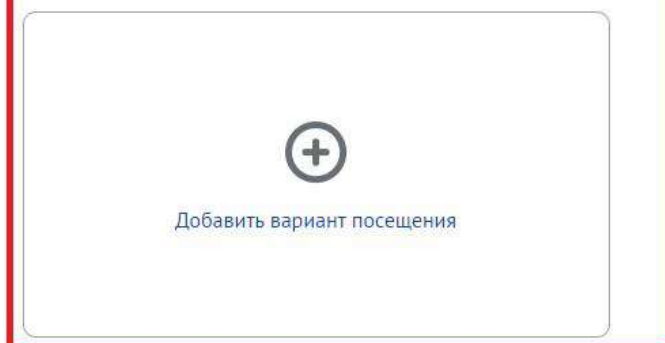 Добавить вариант посещения